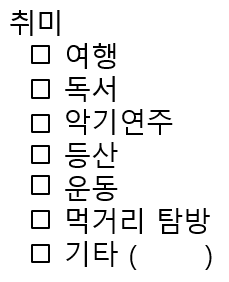 취미
□ 여행
□ 독서
□ 악기연주
□ 등산
□ 운동
□ 먹거리 탐방
□ 기타 (      )